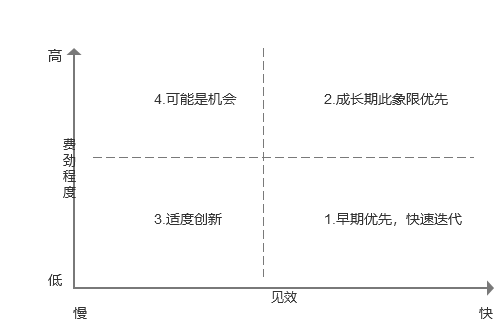 高
4.可能是机会
2.成长期此象限优先
费劲程度
3.适度创新
1.早期优先，快速迭代
低
见效
慢
快